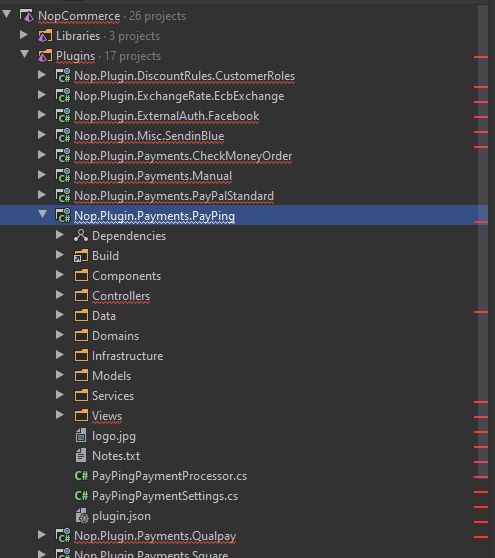 NopCommerce · 26 projects
Libraries · 3 projects
Plugins · 17 projects
C# Nop.Plugin.DiscountRules.CustomerRoles
C# Nop.Plugin.ExchangeRate.EcbExchange
C# Nop.Plugin.ExternalAuth.Facebook
C# Nop.Plugin.Misc.SendinBlue
C# Nop.Plugin.Payments.CheckMoneyOrder
C# Nop.Plugin.Payments.Manual
C# Nop.Plugin.Payments.PayPalStandard
C# Nop.Plugin.Payments.PayPing
Dependencies
Build
Components
Controllers
Data
Domains
Infrastructure
Models
Services
Views
logo.jpg
Notes.txt
C# PayPingPaymentProcessor.cs
C# PayPingPaymentSettings.cs
plugin.json
C# Nop.Plugin.Payments.Qualpay
Nop.Plugin.Payments.Square